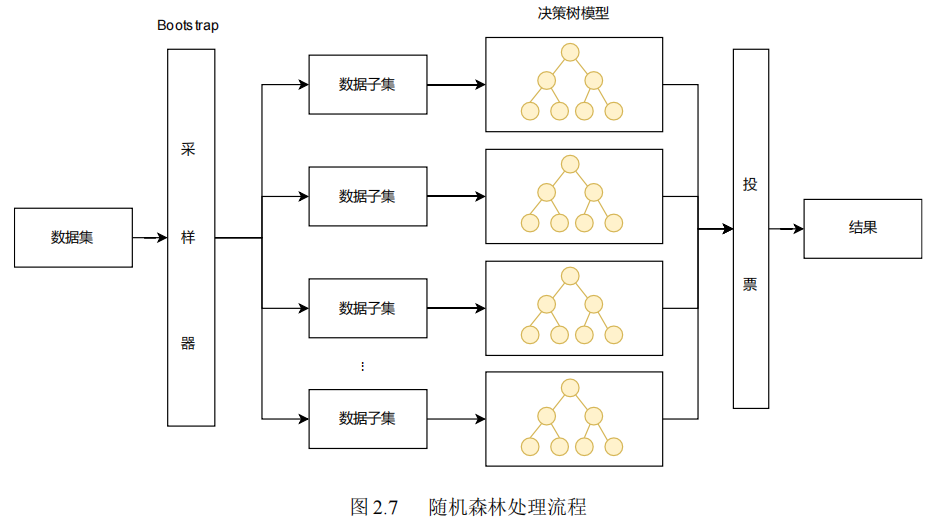 决策树模型
Bootstrap
采
样
器
数据集
数据子集
数据子集
数据子集
⋮
数据子集
投
票
结果
图 2.7 随机森林处理流程